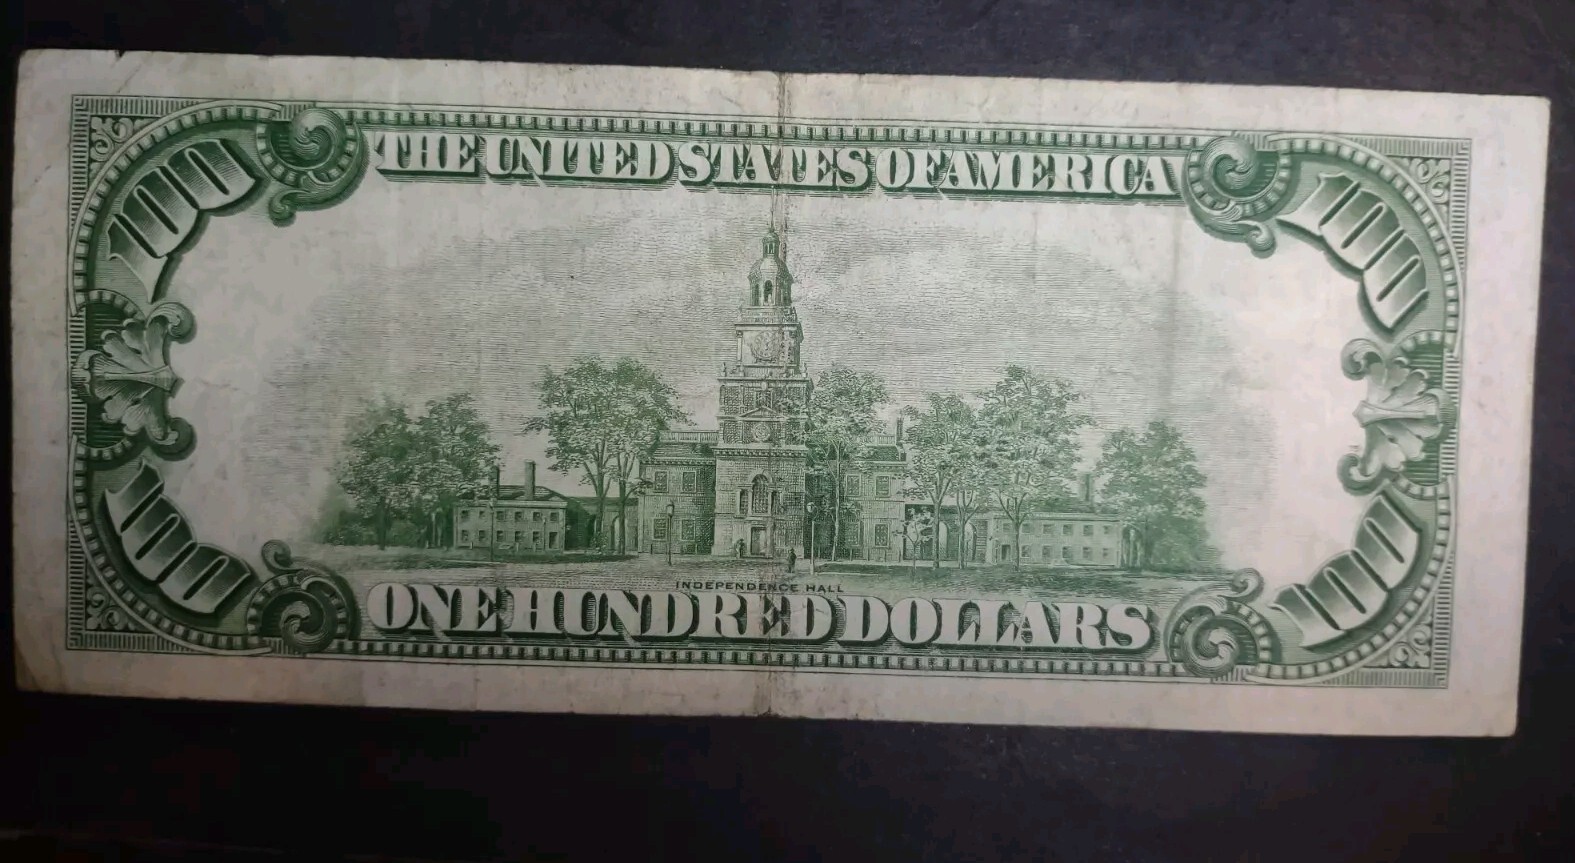 THE UNITED STATES OF AMERICA
100 100
INDEPENDENCE HALL
100 100
ONE HUNDRED DOLLARS